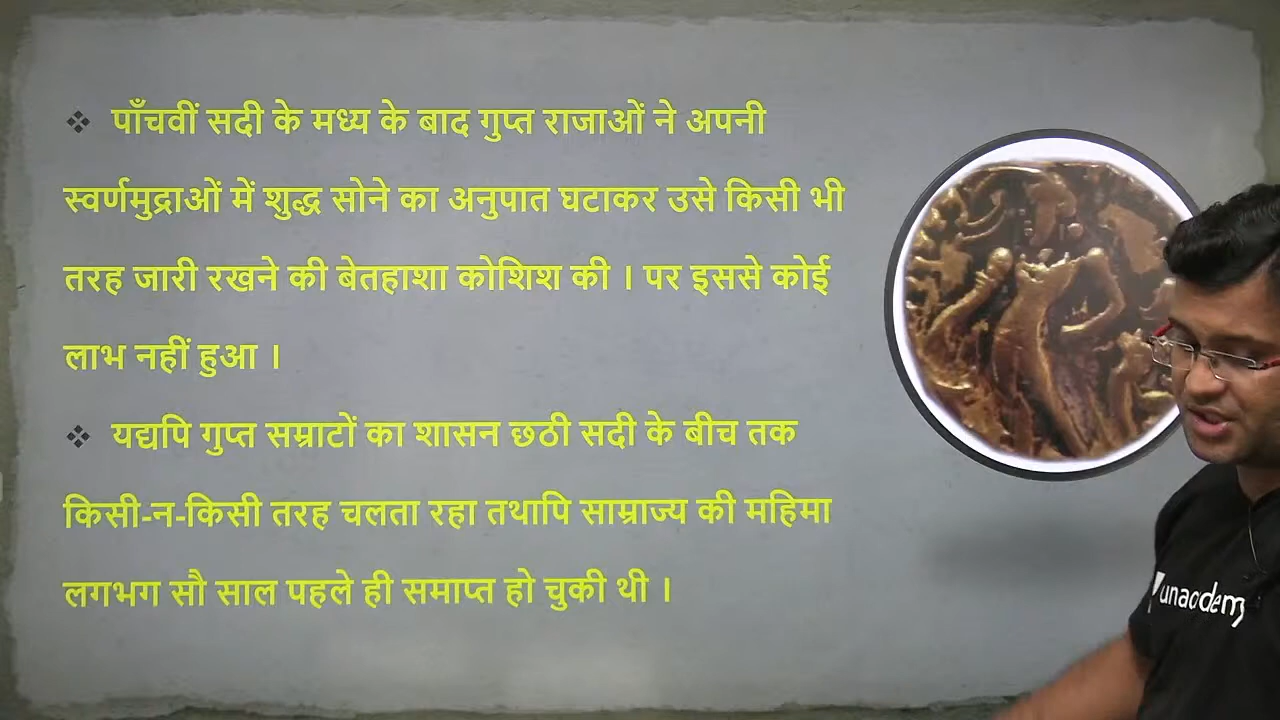 ❖ पाँचवीं सदी के मध्य के बाद गुप्त राजाओं ने अपनी
स्वर्णमुद्राओं में शुद्ध सोने का अनुपात घटाकर उसे किसी भी
तरह जारी रखने की बेतहाशा कोशिश की । पर इससे कोई
लाभ नहीं हुआ ।
❖ यद्यपि गुप्त सम्राटों का शासन छठी सदी के बीच तक
किसी-न-किसी तरह चलता रहा तथापि साम्राज्य की महिमा
लगभग सौ साल पहले ही समाप्त हो चुकी थी ।
unacademy